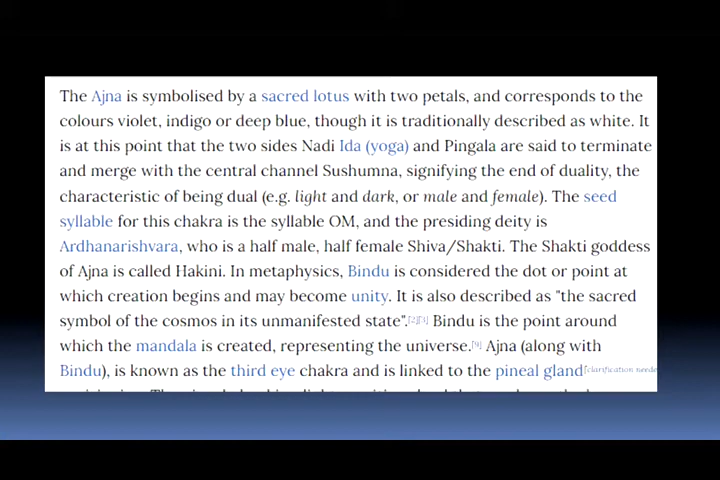 The Ajna is symbolised by a sacred lotus with two petals, and corresponds to the
colours violet, indigo or deep blue, though it is traditionally described as white. It
is at this point that the two sides Nadi Ida (yoga) and Pingala are said to terminate
and merge with the central channel Sushumna, signifying the end of duality, the
characteristic of being dual (e.g. light and dark, or male and female). The seed
syllable for this chakra is the syllable OM, and the presiding deity is
Ardhanarishvara, who is a half male, half female Shiva/Shakti. The Shakti goddess
of Ajna is called Hakini. In metaphysics, Bindu is considered the dot or point at
which creation begins and may become unity. It is also described as "the sacred
symbol of the cosmos in its unmanifested state".[2][3] Bindu is the point around
which the mandala is created, representing the universe.[9] Ajna (along with
Bindu), is known as the third eye chakra and is linked to the pineal gland[clarification neede